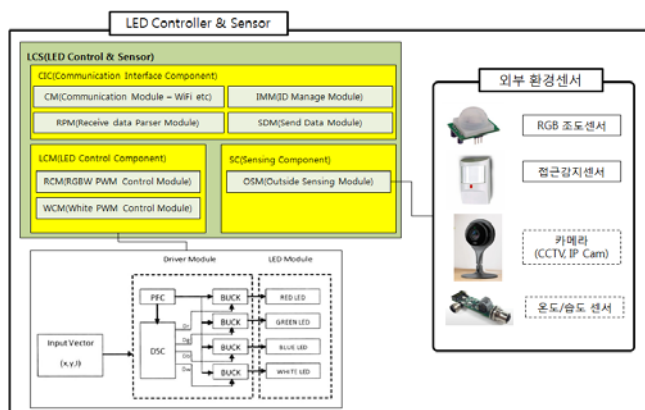 LED Controller & Sensor
LCS(LED Control & Sensor)
CIC(Communication Interface Component)
CM(Communication Module – WiFi etc)
IMM(ID Manage Module)
RPM(Receive data Parser Module)
SDM(Send Data Module)
LCM(LED Control Component)
RCM(RGBW PWM Control Module)
WCM(White PWM Control Module)
SC(Sensing Component)
OSM(Outside Sensing Module)
외부 환경센서
RGB 조도센서
접근감지센서
카메라
(CCTV, IP Cam)
온도/습도 센서
Driver Module
LED Module
Input Vector
(x,y,l)
PFC
DSC
Dr
Dg
Db
Dw
BUCK
RED LED
BUCK
GREEN LED
BUCK
BLUE LED
BUCK
WHITE LED